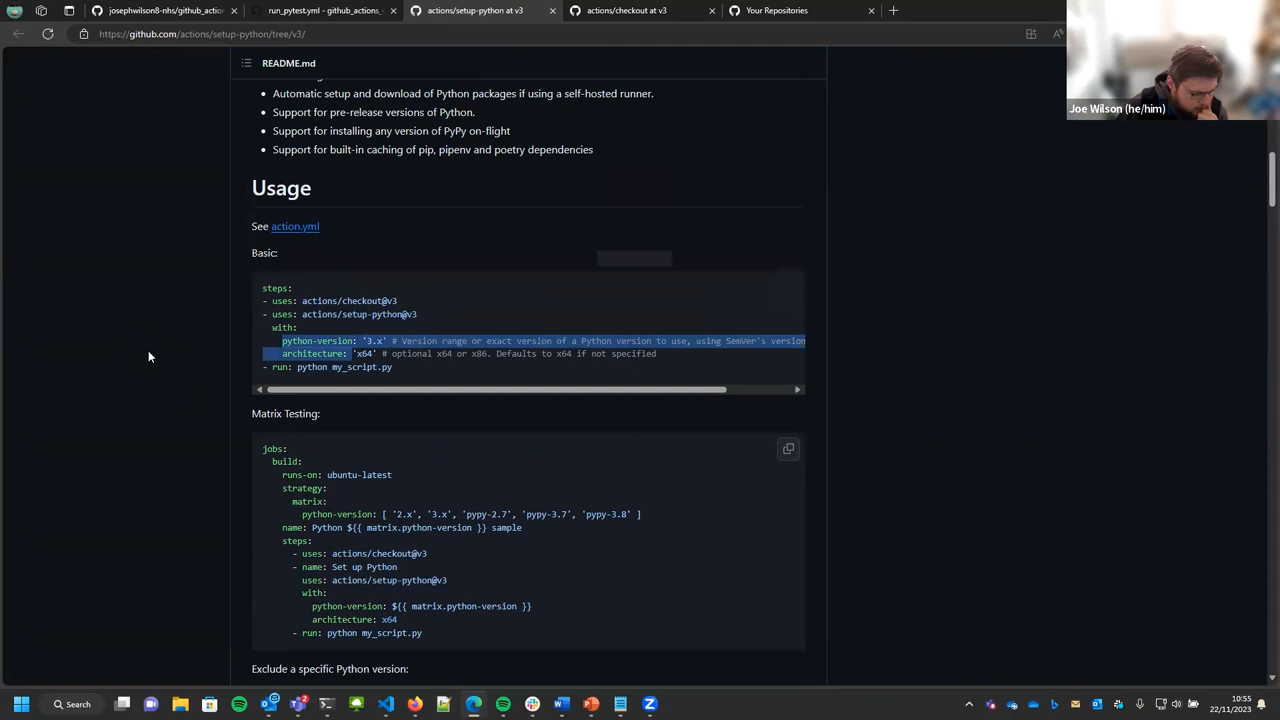 josephwilson8-nhs/github_action
run_pytest.yml - github_actions_
actions/setup-python at v3
actions/checkout at v3
Your Repositories
https://github.com/actions/setup-python/tree/v3/
Joe Wilson (he/him)
README.md
Automatic setup and download of Python packages if using a self-hosted runner.
Support for pre-release versions of Python.
Support for installing any version of PyPy on-flight
Support for built-in caching of pip, pipenv and poetry dependencies
Usage
See action.yml
Basic:
steps:
- uses: actions/checkout@v3
- uses: actions/setup-python@v3
with:
python-version: '3.x' # Version range or exact version of a Python version to use, using SemVer's version
architecture: 'x64' # optional x64 or x86. Defaults to x64 if not specified
- run: python my_script.py
Matrix Testing:
jobs:
build:
runs-on: ubuntu-latest
strategy:
matrix:
python-version: [ '2.x', '3.x', 'pypy-2.7', 'pypy-3.7', 'pypy-3.8' ]
name: Python ${{ matrix.python-version }} sample
steps:
- uses: actions/checkout@v3
- name: Set up Python
uses: actions/setup-python@v3
with:
python-version: ${{ matrix.python-version }}
architecture: x64
- run: python my_script.py
Exclude a specific Python version:
Search
2
10:55
22/11/2023